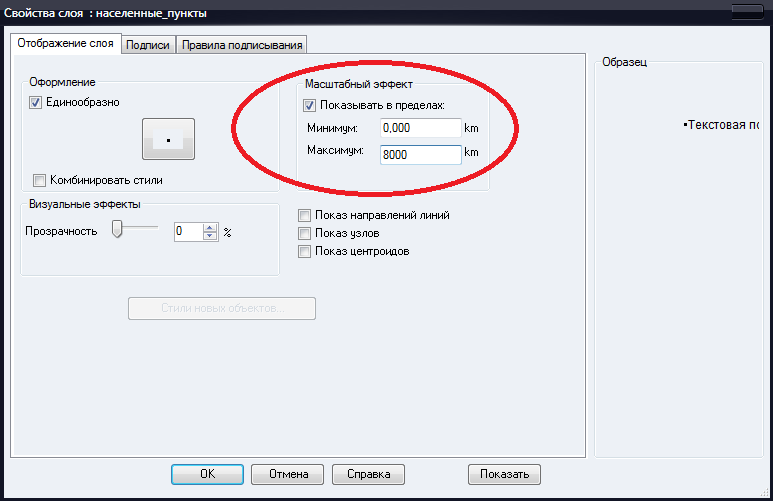 Свойства слоя : населенные_пункты
Отображение слоя Подписи Правила подписывания
Оформление
Единообразно
Комбинировать стили
Масштабный эффект
Показывать в пределах:
Минимум: 0,000 km
Максимум: 8000 km
Визуальные эффекты
Прозрачность 0 %
Показ направлений линий
Показ узлов
Показ центроидов
Стили новых объектов...
Образец
Текстовая по
OK Отмена Справка Показать